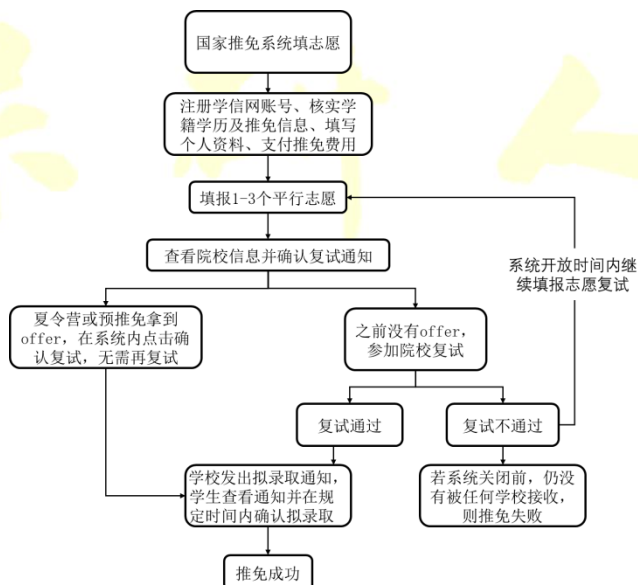 国家推免系统填志愿
注册学信网账号、核实学
籍学历及推免信息、填写
个人资料、支付推免费用
填报1-3个平行志愿
查看院校信息并确认复试通知
系统开放时间内继
续填报志愿复试
夏令营或预推免拿到
offer，在系统内点击确
认复试，无需再复试
之前没有offer，
参加院校复试
复试通过
复试不通过
学校发出拟录取通知，
学生查看通知并在规
定时间内确认拟录取
若系统关闭前，仍没
有被任何学校接收，
则推免失败
推免成功